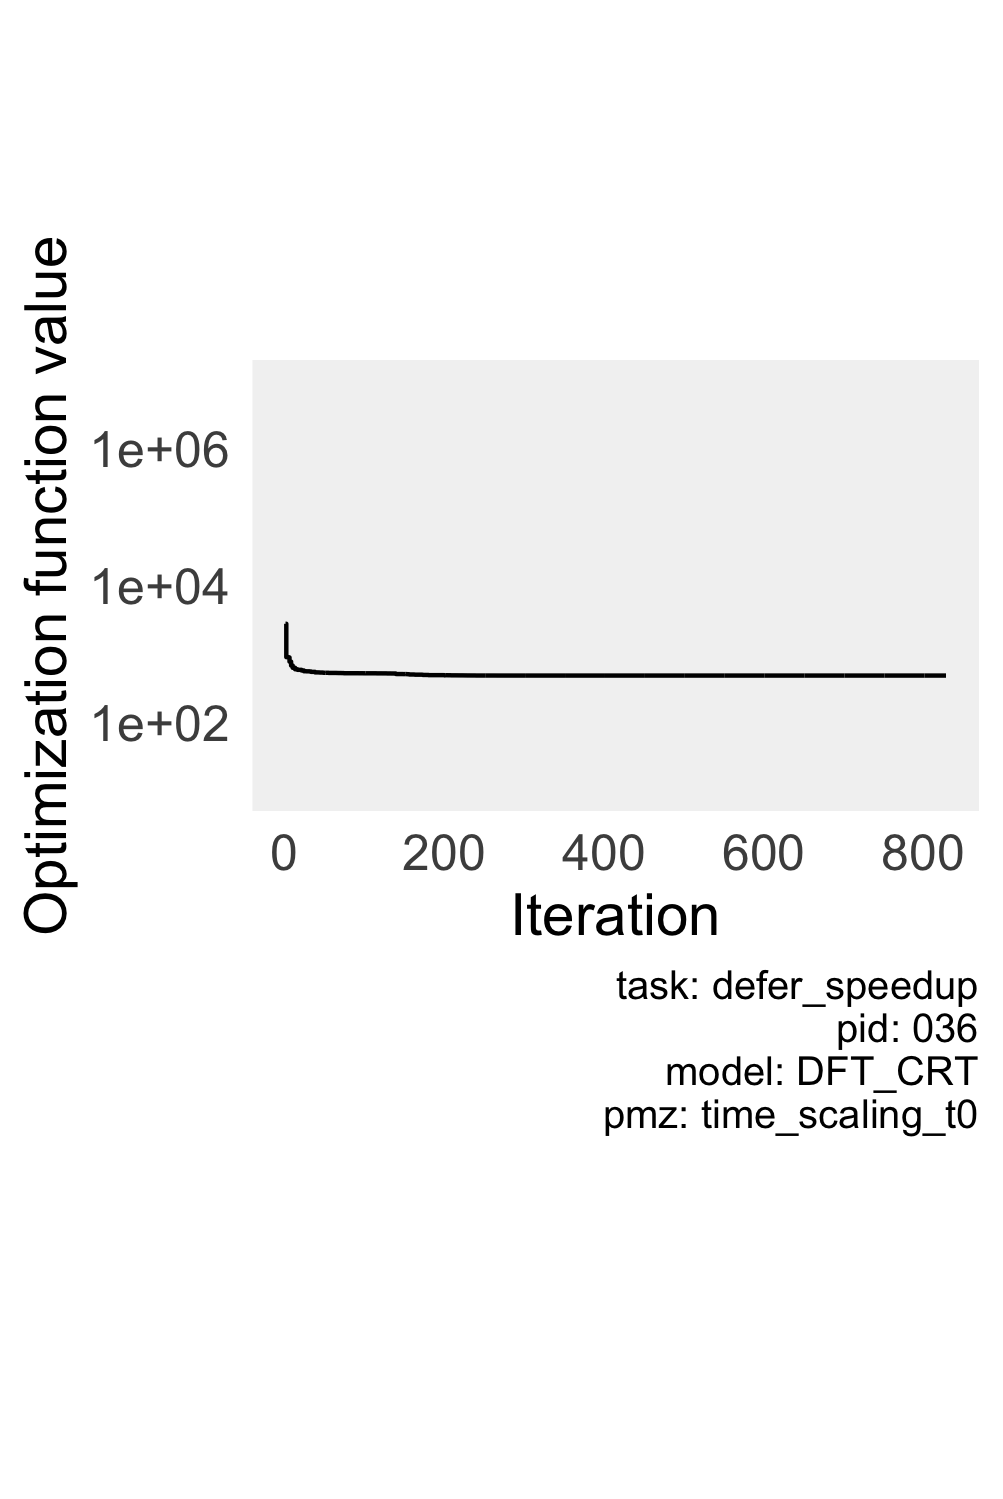 Optimization function value
1e+06
1e+04
1e+02
0 200 400 600 800
Iteration
task: defer_speedup
pid: 036
model: DFT_CRT
pmz: time_scaling_t0